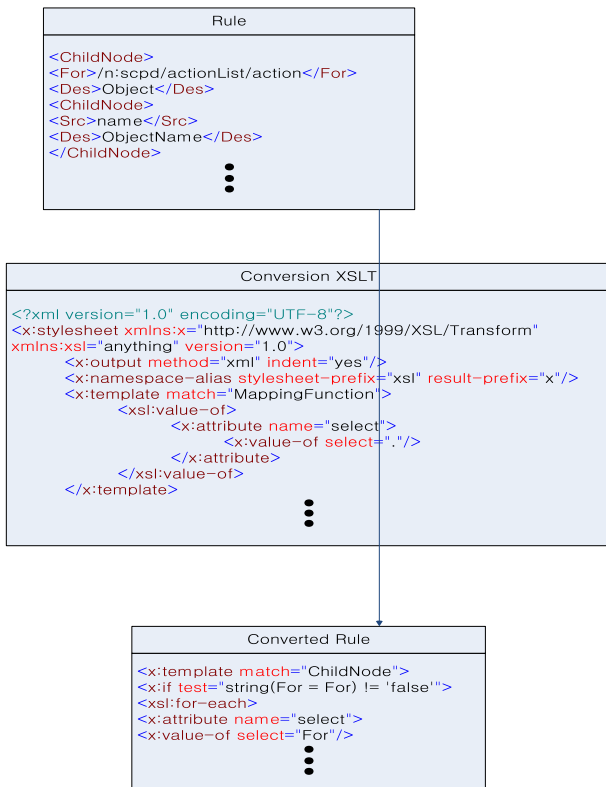 Rule
<ChildNode>
<For>/n:scpd/actionList/action</For>
<Des>Object</Des>
<ChildNode>
<Src>name</Src>
<Des>ObjectName</Des>
</ChildNode>
Conversion XSLT
<?xml version="1.0" encoding="UTF-8"?>
<x:stylesheet xmlns:x="http://www.w3.org/1999/XSL/Transform"
xmlns:xsl="anything" version="1.0">
<x:output method="xml" indent="yes"/>
<x:namespace-alias stylesheet-prefix="xsl" result-prefix="x"/>
<x:template match="MappingFunction">
<xsl:value-of>
<x:attribute name="select">
<x:value-of select="."/>
</x:attribute>
</xsl:value-of>
</x:template>
Converted Rule
<x:template match="ChildNode">
<x:if test="string(For = For) != 'false'">
<xsl:for-each>
<x:attribute name="select">
<x:value-of select="For"/>